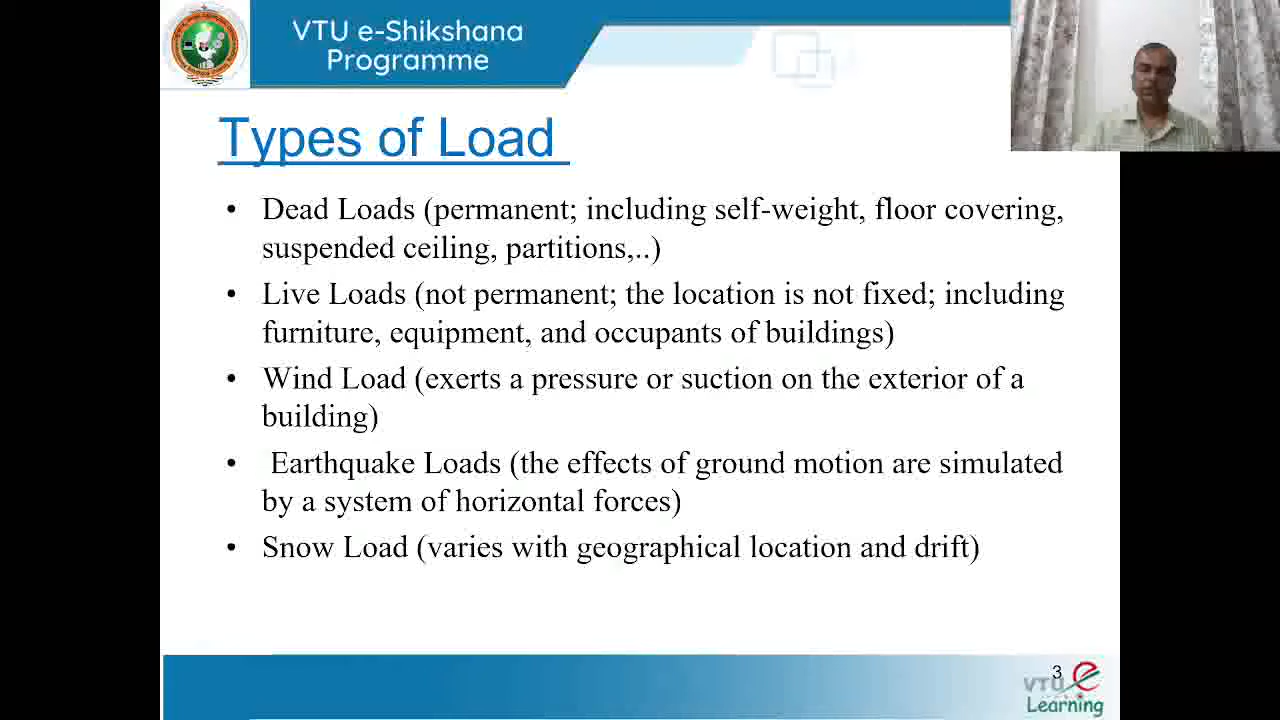 VTU e-Shikshana
Programme
Types of Load
• Dead Loads (permanent; including self-weight, floor covering,
suspended ceiling, partitions,..)
• Live Loads (not permanent; the location is not fixed; including
furniture, equipment, and occupants of buildings)
• Wind Load (exerts a pressure or suction on the exterior of a
building)
• Earthquake Loads (the effects of ground motion are simulated
by a system of horizontal forces)
• Snow Load (varies with geographical location and drift)
3
VTU e
Learning